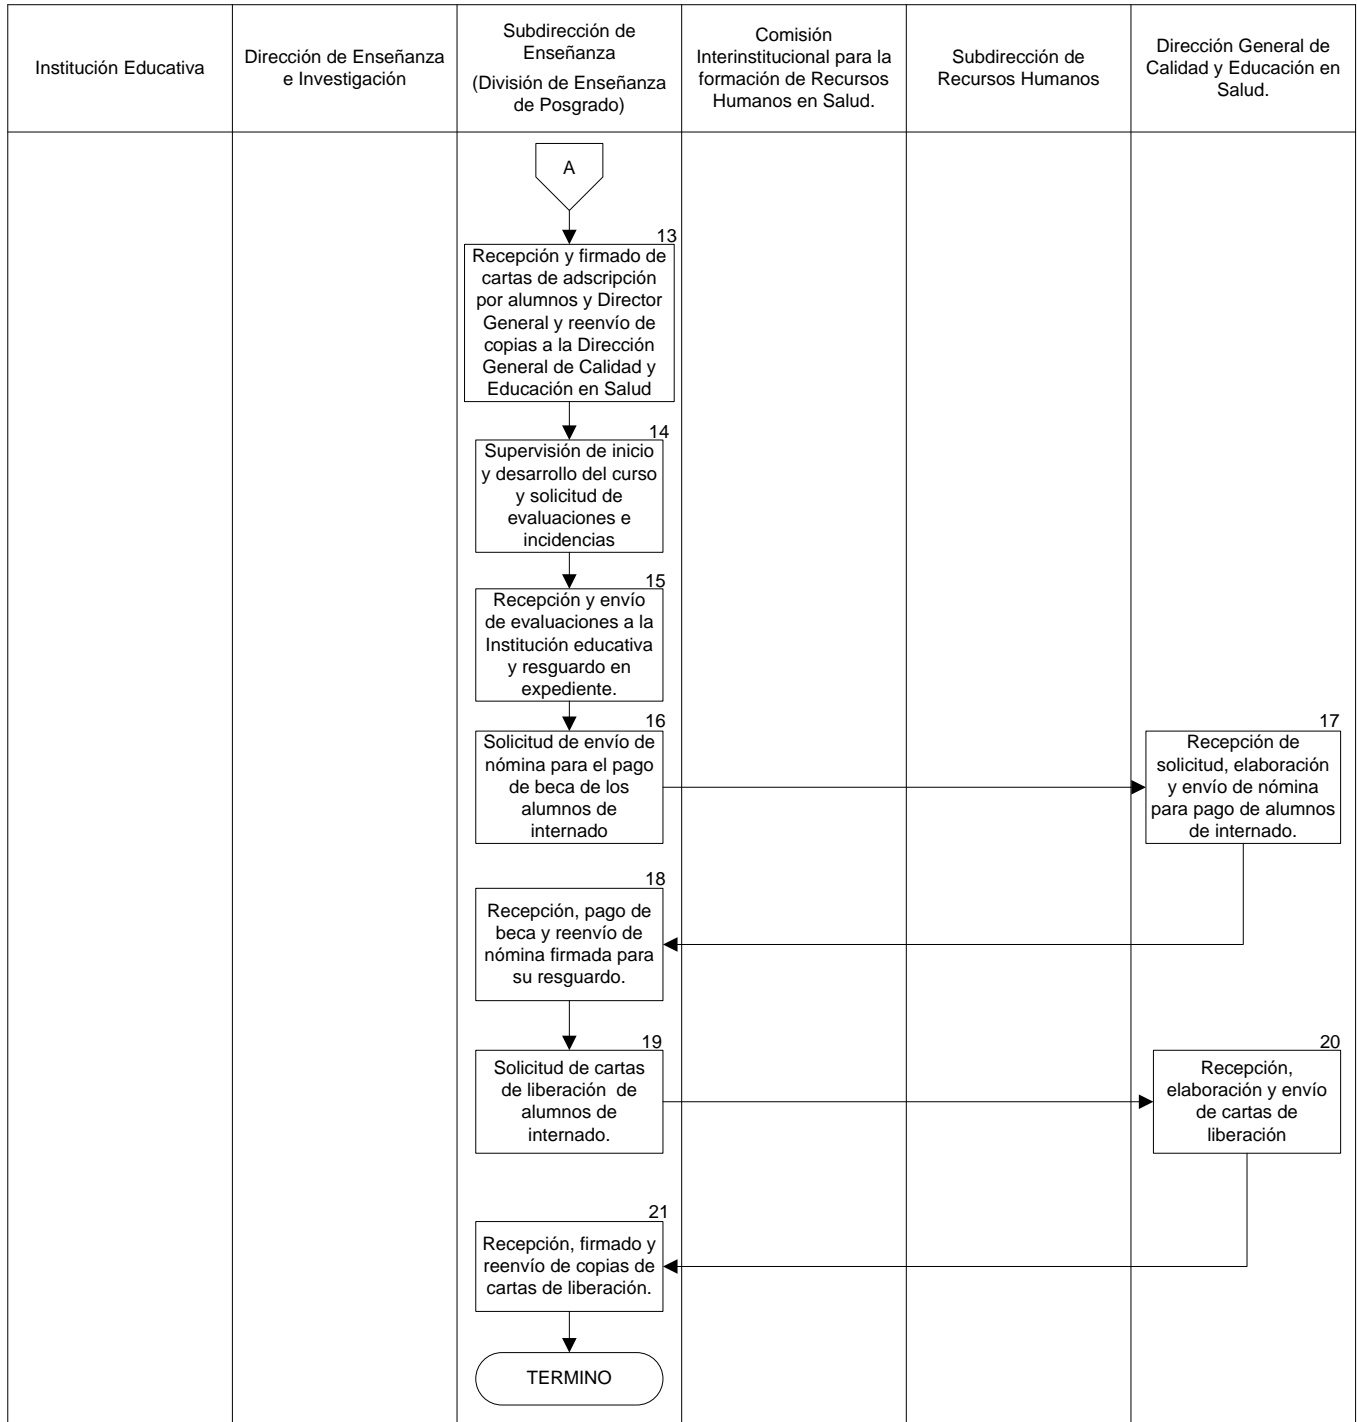 Institución Educativa
Dirección de Enseñanza
e Investigación
Subdirección de
Enseñanza
(División de Enseñanza
de Posgrado)
Comisión
Interinstitucional para la
formación de Recursos
Humanos en Salud.
Subdirección de
Recursos Humanos
Dirección General de
Calidad y Educación en
Salud.
A
13
Recepción y firmado de
cartas de adscripción
por alumnos y Director
General y reenvío de
copias a la Dirección
General de Calidad y
Educación en Salud
14
Supervisión de inicio
y desarrollo del curso
y solicitud de
evaluaciones e
incidencias
15
Recepción y envío
de evaluaciones a la
Institución educativa
y resguardo en
expediente.
16
Solicitud de envío de
nómina para el pago
de beca de los
alumnos de
internado
17
Recepción de
solicitud, elaboración
y envío de nómina
para pago de alumnos
de internado.
18
Recepción, pago de
beca y reenvío de
nómina firmada para
su resguardo.
19
Solicitud de cartas
de liberación de
alumnos de
internado.
20
Recepción,
elaboración y envío
de cartas de
liberación
21
Recepción, firmado y
reenvío de copias de
cartas de liberación.
TERMINO